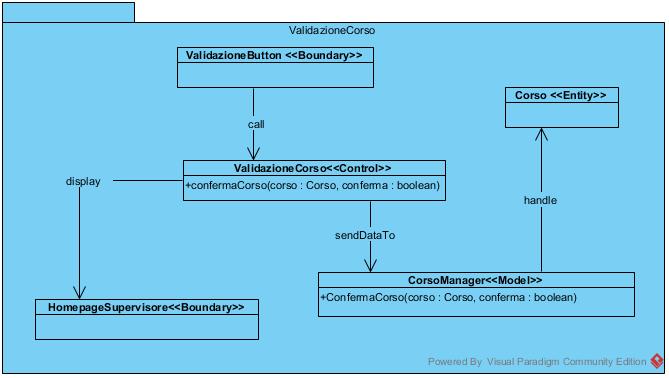 ValidazioneCorso
ValidazioneButton <<Boundary>>
Corso <<Entity>>
call
ValidazioneCorso<<Control>>
+confermaCorso(corso : Corso, conferma : boolean)
display
handle
sendDataTo
CorsoManager<<Model>>
+ConfermaCorso(corso : Corso, conferma : boolean)
HomepageSupervisore<<Boundary>>
Powered By Visual Paradigm Community Edition